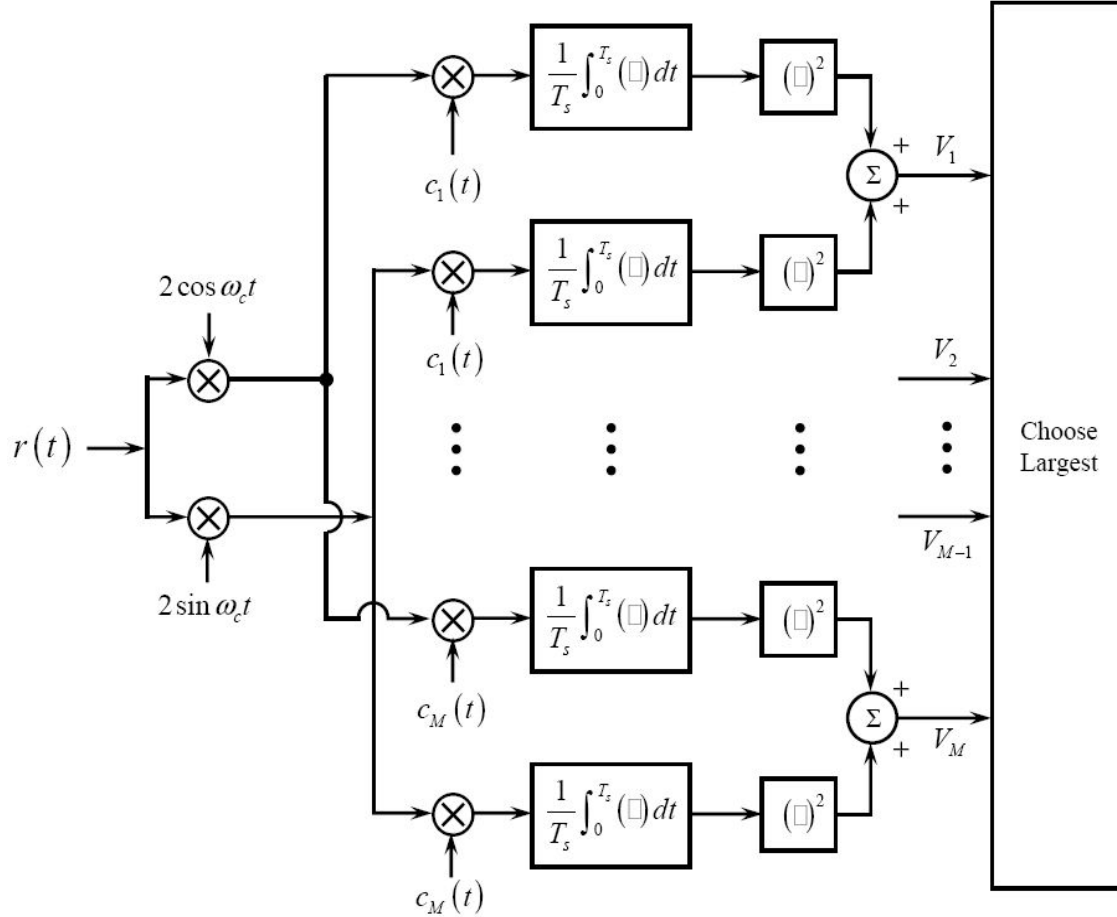 1/T_s ∫_0^{T_s} (□) dt
(□)^2
+
V_1
Σ
+
c_1(t)
1/T_s ∫_0^{T_s} (□) dt
(□)^2
2 cos ω_c t
c_1(t)
V_2
r(t)
Choose
Largest
V_{M-1}
2 sin ω_c t
1/T_s ∫_0^{T_s} (□) dt
(□)^2
+
c_M(t)
Σ
+
V_M
1/T_s ∫_0^{T_s} (□) dt
(□)^2
c_M(t)